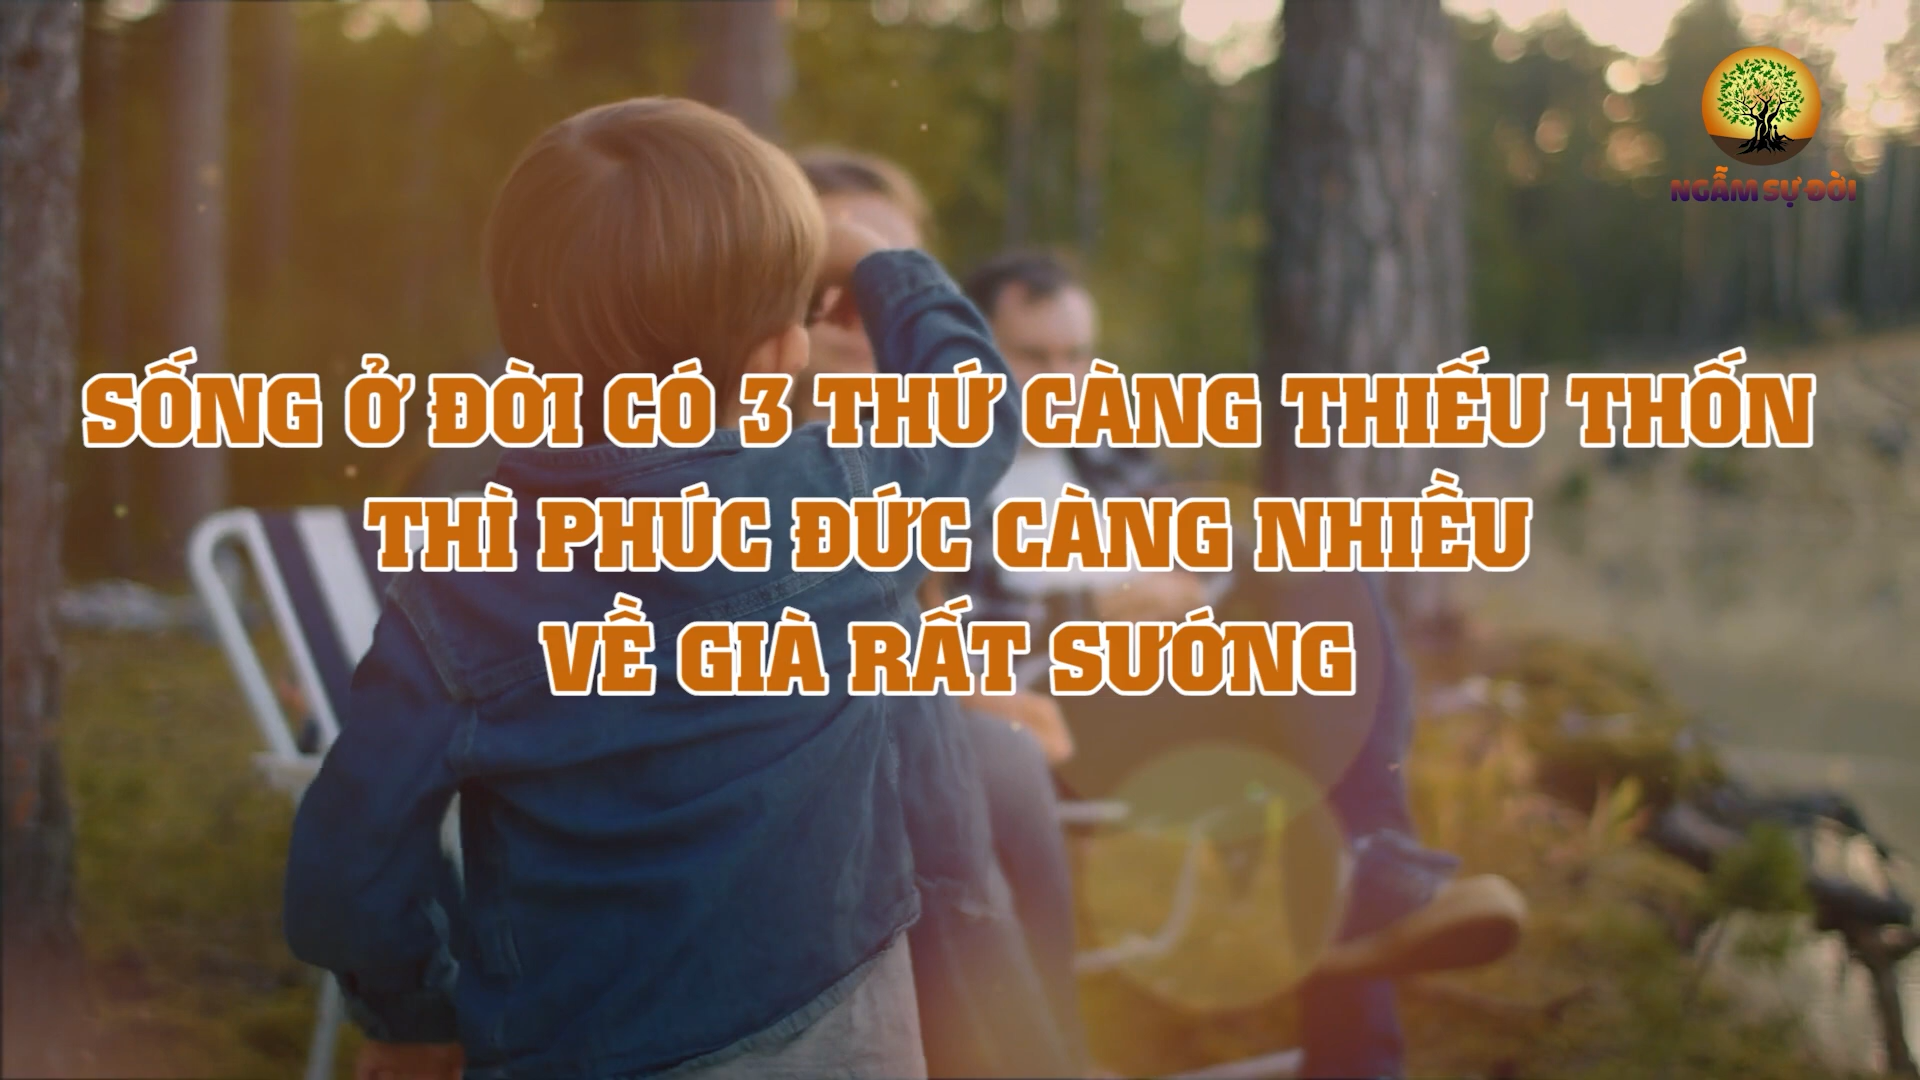 NGẪM SỰ ĐỜI
SỐNG Ở ĐỜI CÓ 3 THỨ CÀNG THIẾU THỐN
THÌ PHÚC ĐỨC CÀNG NHIỀU
VỀ GIÀ RẤT SƯỚNG